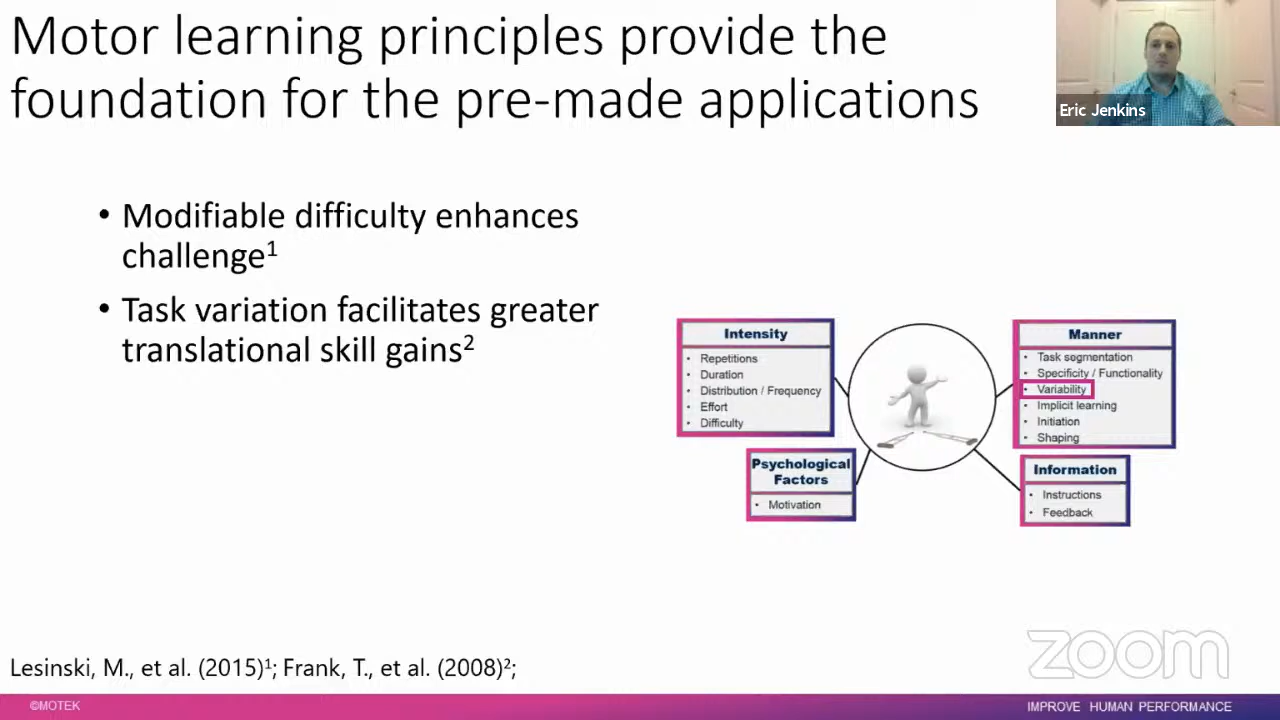 Motor learning principles provide the
foundation for the pre-made applications
Eric Jenkins
• Modifiable difficulty enhances
challenge¹
• Task variation facilitates greater
translational skill gains²
Intensity
• Repetitions
• Duration
• Distribution / Frequency
• Effort
• Difficulty
Psychological
Factors
• Motivation
Manner
• Task segmentation
• Specificity / Functionality
• Variability
• Implicit learning
• Initiation
• Shaping
Information
• Instructions
• Feedback
Lesinski, M., et al. (2015)¹; Frank, T., et al. (2008)²;
zoom
©MOTEK
IMPROVE HUMAN PERFORMANCE